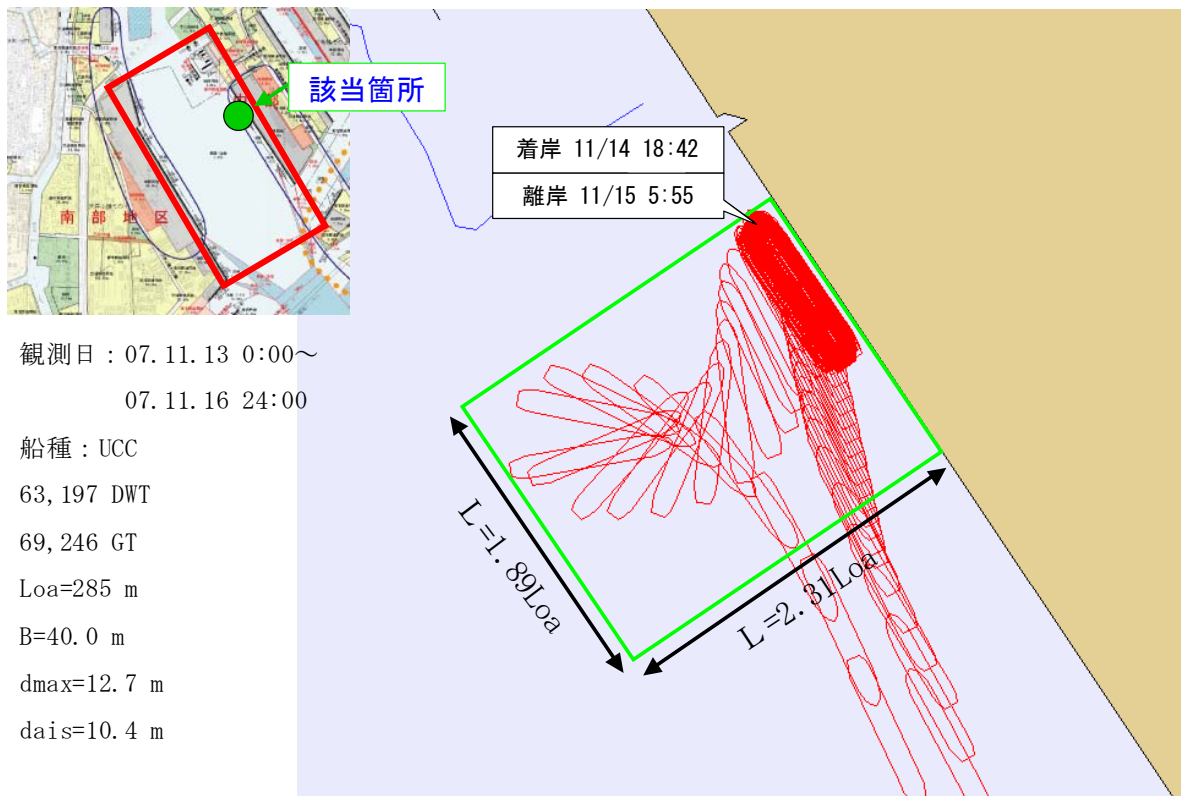 該当箇所
南部地区
着岸 11/14 18:42
離岸 11/15 5:55
観測日：07.11.13 0:00～
07.11.16 24:00
船種：UCC
63,197 DWT
69,246 GT
Loa=285 m
B=40.0 m
dmax=12.7 m
dais=10.4 m
L=1.89Loa
L=2.31Loa